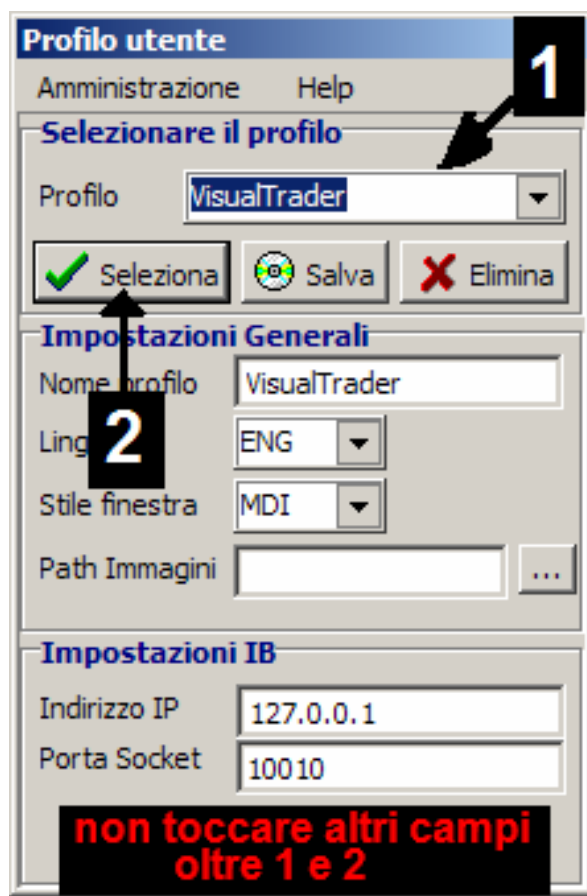 Profilo utente
1
Amministrazione Help
Selezionare il profilo
Profilo VisualTrader
Seleziona Salva Elimina
Impostazioni Generali
Nome profilo VisualTrader
2
ENG
Stile finestra MDI
Path Immagini ...
Impostazioni IB
Indirizzo IP 127.0.0.1
Porta Socket 10010
non toccare altri campi
oltre 1 e 2